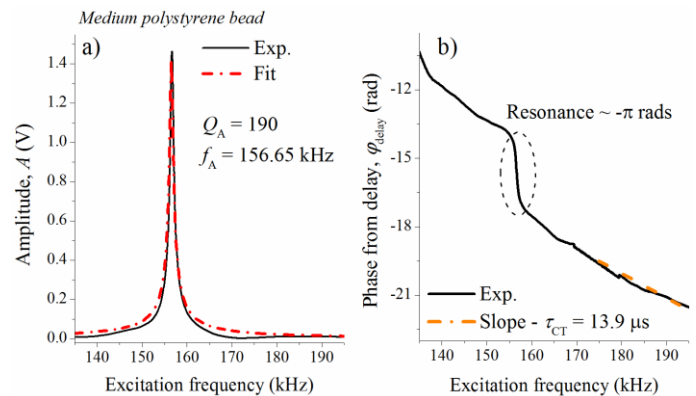 Medium polystyrene bead
a)
Exp.
Fit
Q_A = 190
f_A = 156.65 kHz
Amplitude, A (V)
1.4
1.2
1.0
0.8
0.6
0.4
0.2
0.0
140 150 160 170 180 190
Excitation frequency (kHz)
b)
Resonance ~ -π rads
Phase from delay, φ_delay (rad)
-12
-15
-18
-21
Exp.
Slope - τ_CT = 13.9 μs
140 150 160 170 180 190
Excitation frequency (kHz)